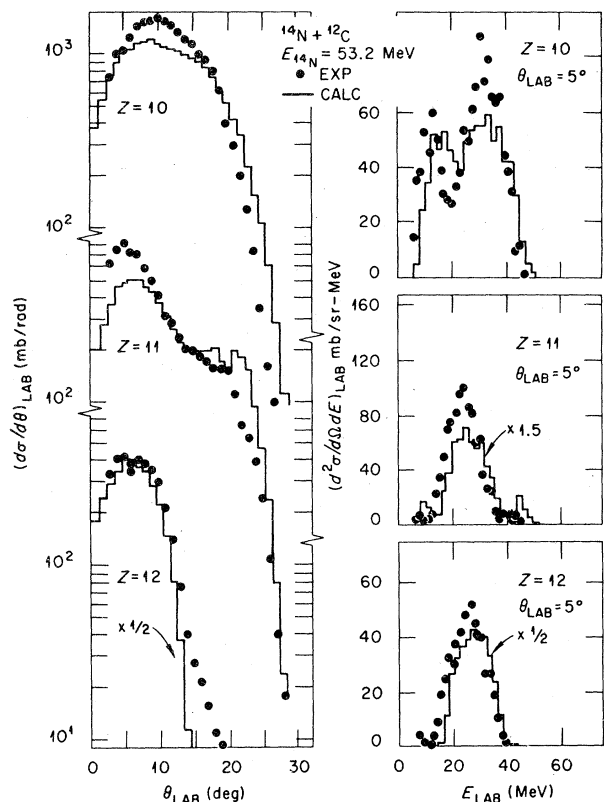 10³
10²
10²
10²
10¹
(dσ/dθ)LAB (mb/rad)
0 10 20 30
θLAB (deg)
¹⁴N + ¹²C
E¹⁴N = 53.2 MeV
● EXP
— CALC
Z = 10
Z = 11
Z = 12
x 1/2
(d²σ/dΩdE)LAB mb/sr-MeV
60
40
20
0
Z = 10
θLAB = 5°
160
120
80
40
0
Z = 11
θLAB = 5°
x 1.5
60
40
30
0
Z = 12
θLAB = 5°
x 1/2
0 20 40 60
ELAB (MeV)